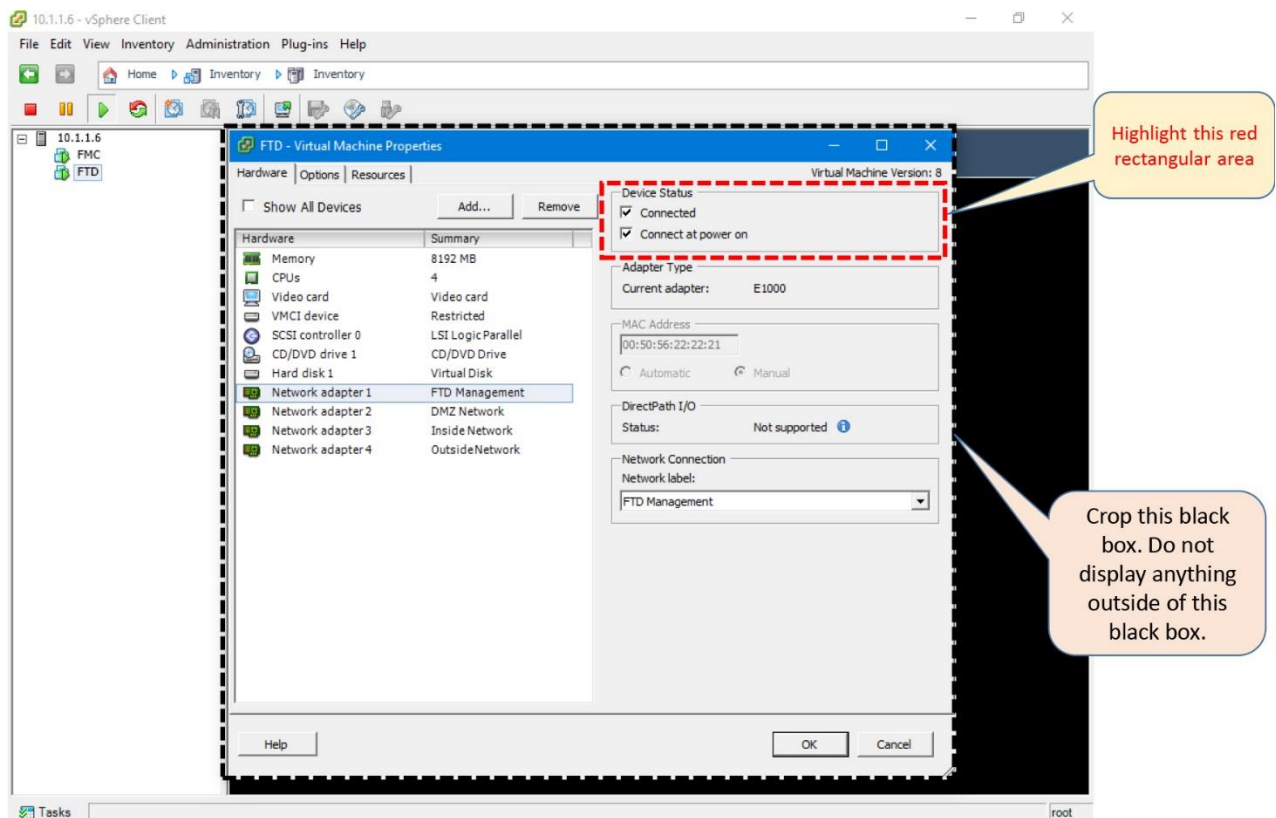 10.1.1.6 - vSphere Client
File Edit View Inventory Administration Plug-ins Help
Home Inventory Inventory
10.1.1.6
FMC
FTD
FTD - Virtual Machine Properties
Hardware Options Resources
Virtual Machine Version: 8
Show All Devices
Add...
Remove
Hardware Summary
Memory 8192 MB
CPUs 4
Video card Video card
VMCI device Restricted
SCSI controller 0 LSI Logic Parallel
CD/DVD drive 1 CD/DVD Drive
Hard disk 1 Virtual Disk
Network adapter 1 FTD Management
Network adapter 2 DMZ Network
Network adapter 3 Inside Network
Network adapter 4 OutsideNetwork
Device Status
Connected
Connect at power on
Adapter Type
Current adapter: E1000
MAC Address
00:50:56:22:22:21
Automatic Manual
DirectPath I/O
Status: Not supported
Network Connection
Network label:
FTD Management
Help
OK
Cancel
Tasks
root
Highlight this red
rectangular area
Crop this black
box. Do not
display anything
outside of this
black box.